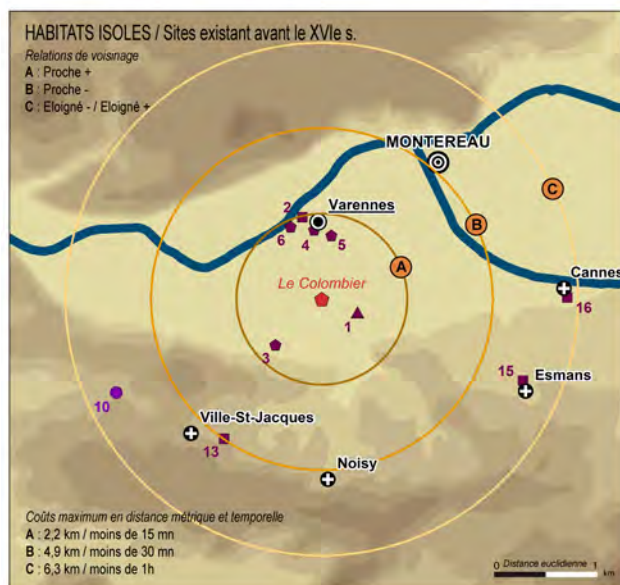 HABITATS ISOLES / Sites existant avant le XVIe s.
Relations de voisinage
A : Proche +
B : Proche -
C : Eloigné - / Eloigné +
MONTEREAU
C
2
Varennes
B
6
4
5
A
Cannes
Le Colombier
16
1
3
15
Esmans
10
Ville-St-Jacques
13
Noisy
Coûts maximum en distance métrique et temporelle
A : 2,2 km / moins de 15 mn
B : 4,9 km / moins de 30 mn
C : 6,3 km / moins de 1h
0 Distance euclidienne 1
km